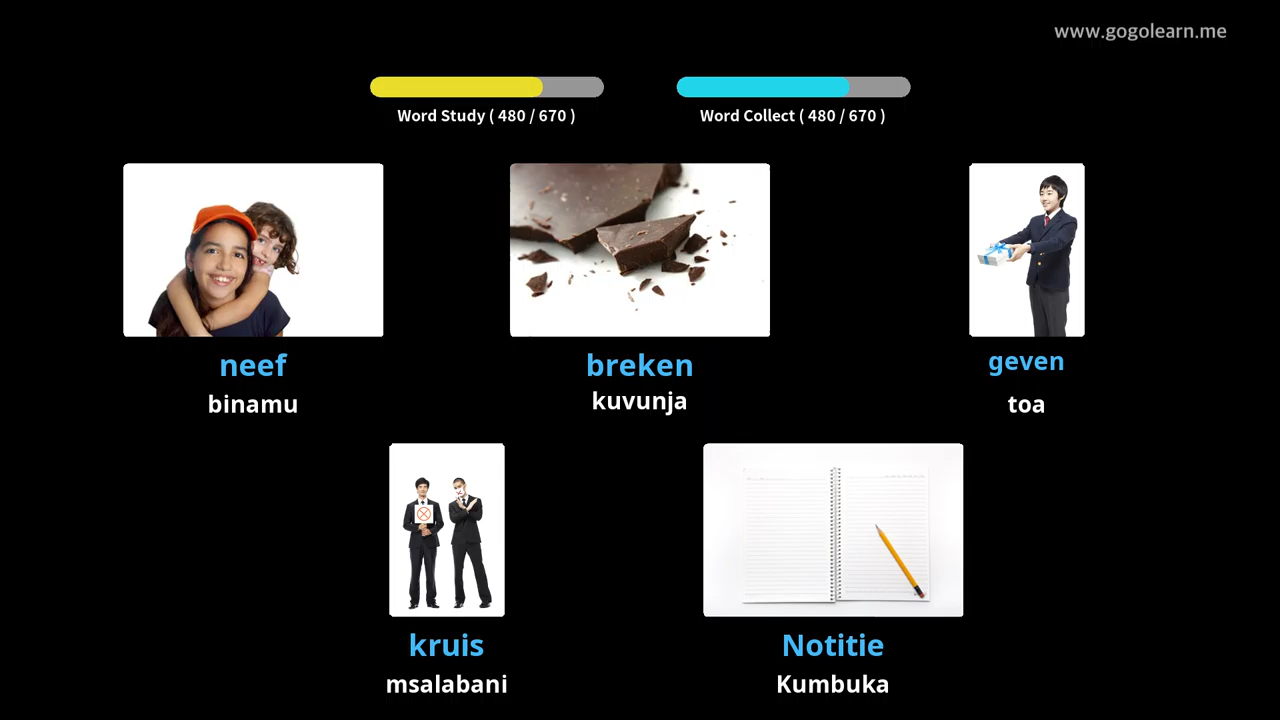 www.gogolearn.me
Word Study ( 480 / 670 )
Word Collect ( 480 / 670 )
neef
binamu
breken
kuvunja
geven
toa
kruis
msalabani
Notitie
Kumbuka